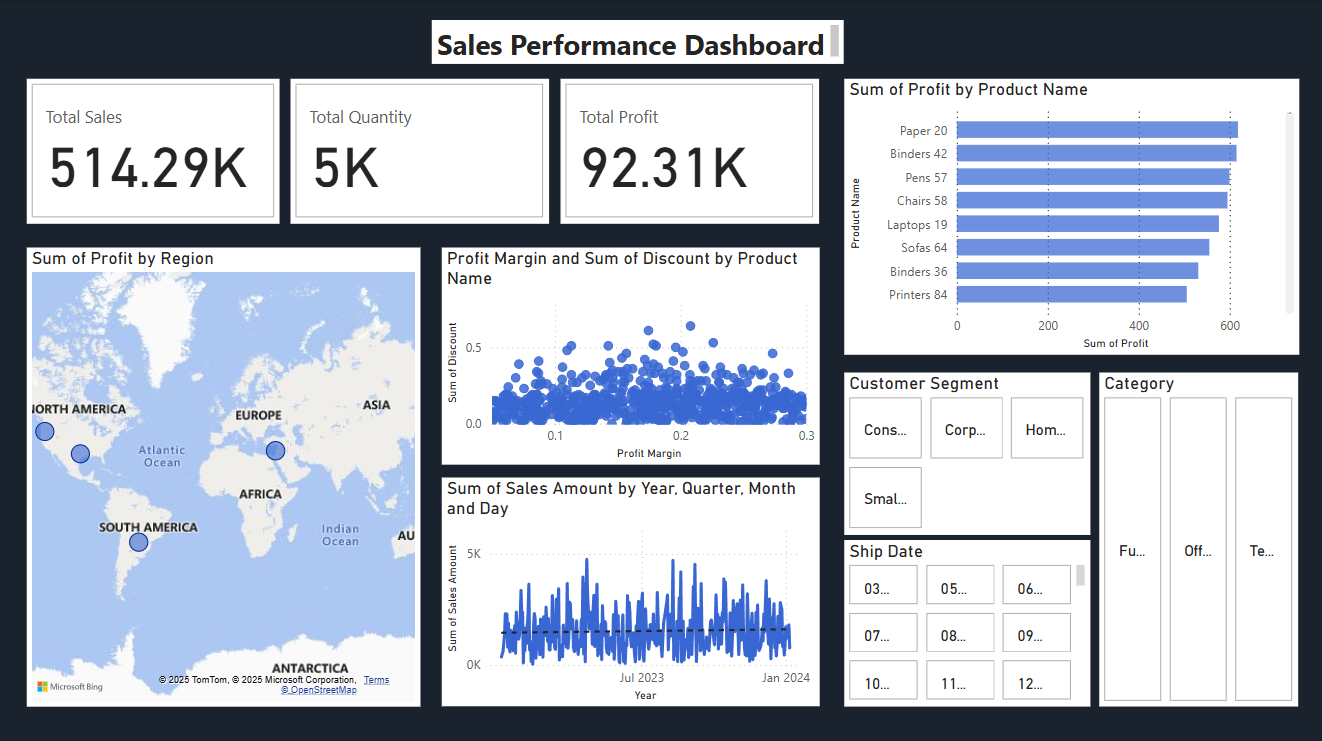 Sales Performance Dashboard
Total Sales
514.29K
Total Quantity
5K
Total Profit
92.31K
Sum of Profit by Product Name
Product Name
Paper 20
Binders 42
Pens 57
Chairs 58
Laptops 19
Sofas 64
Binders 36
Printers 84
0 200 400 600
Sum of Profit
Sum of Profit by Region
NORTH AMERICA
EUROPE
ASIA
Atlantic
Ocean
AFRICA
SOUTH AMERICA
Indian
Ocean
AU
ANTARCTICA
Microsoft Bing
© 2025 TomTom, © 2025 Microsoft Corporation, Terms
© OpenStreetMap
Profit Margin and Sum of Discount by Product
Name
Sum of Discount
0.5
0.0
0.1 0.2 0.3
Profit Margin
Sum of Sales Amount by Year, Quarter, Month
and Day
Sum of Sales Amount
5K
0K
Jul 2023 Jan 2024
Year
Customer Segment
Cons... Corp... Hom...
Smal...
Ship Date
03... 05... 06...
07... 08... 09...
10... 11... 12...
Category
Fu... Off... Te...